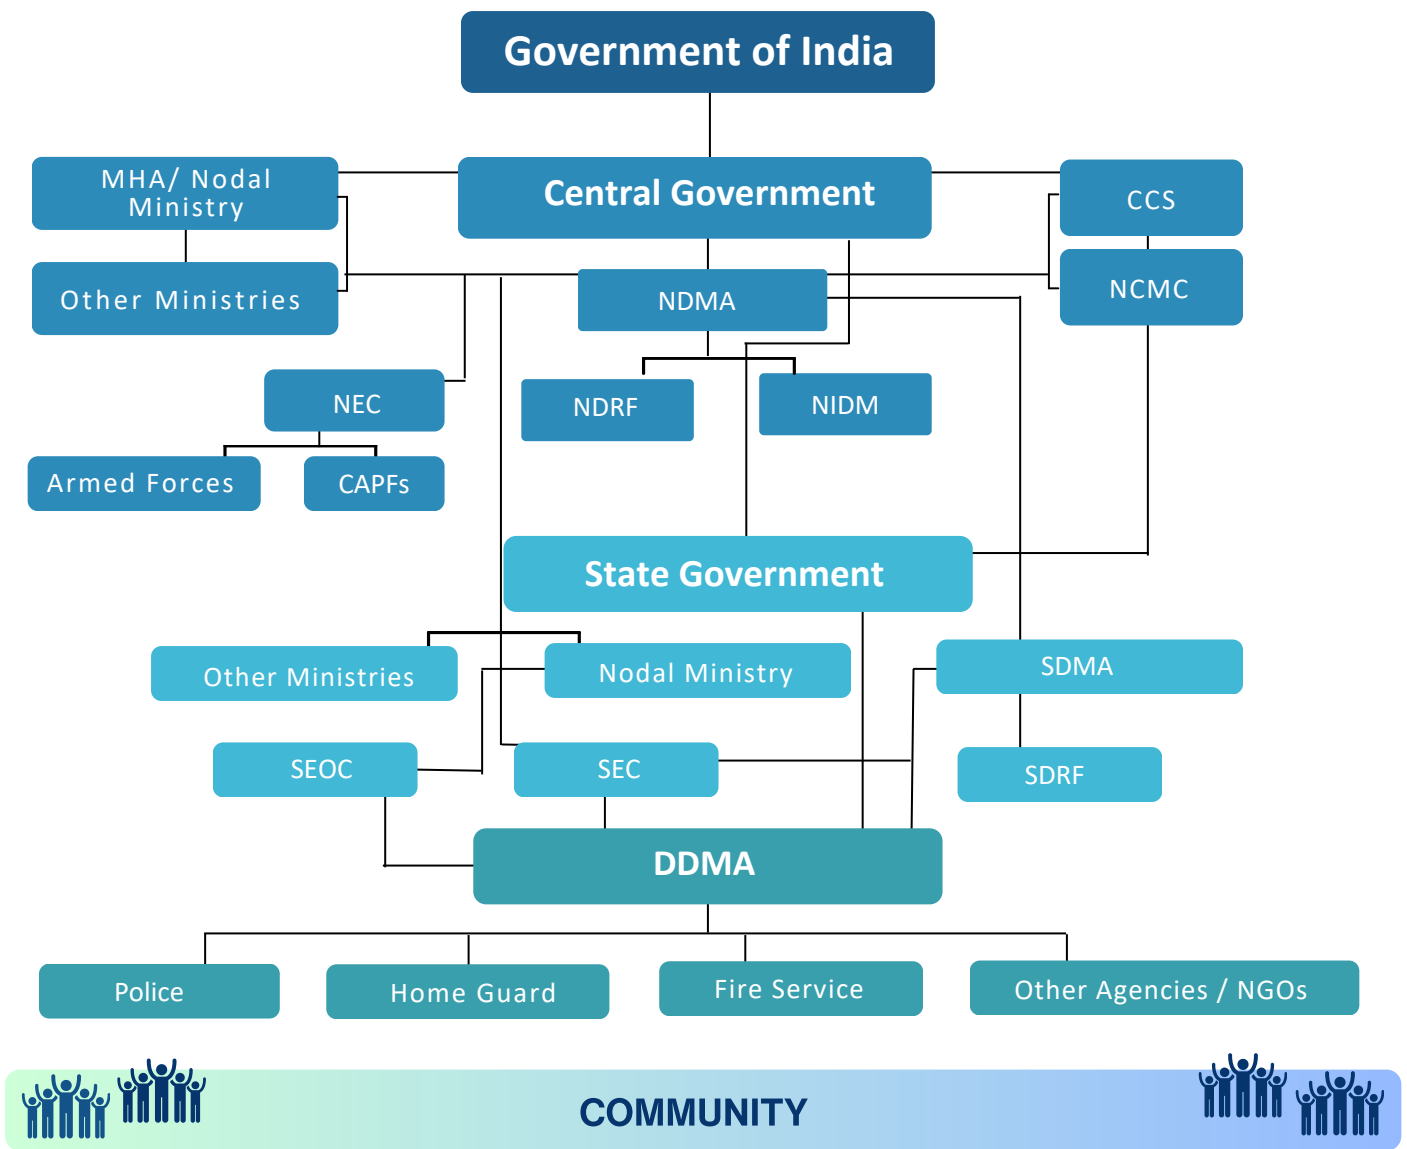 Government of India
MHA/ Nodal
Ministry
Central Government
CCS
Other Ministries
NDMA
NCMC
NEC
NDRF
NIDM
Armed Forces
CAPFs
State Government
Other Ministries
Nodal Ministry
SDMA
SEOC
SEC
SDRF
DDMA
Police
Home Guard
Fire Service
Other Agencies / NGOs
COMMUNITY